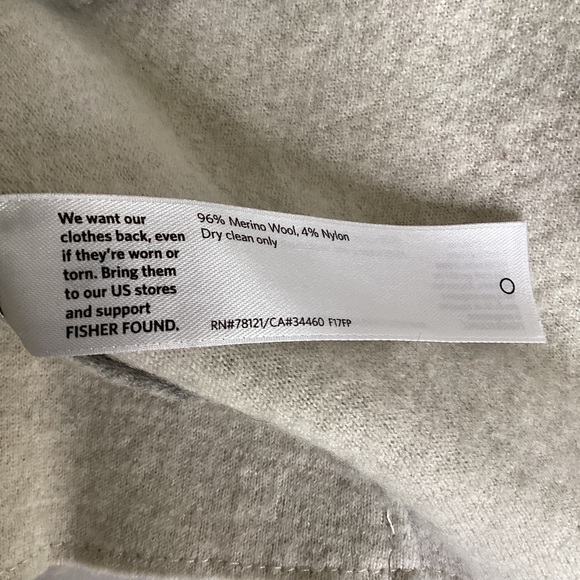 We want our
clothes back, even
if they're worn or
torn. Bring them
to our US stores
and support
FISHER FOUND.
96% Merino Wool, 4% Nylon
Dry clean only
RN#78121/CA#34460 F17FP